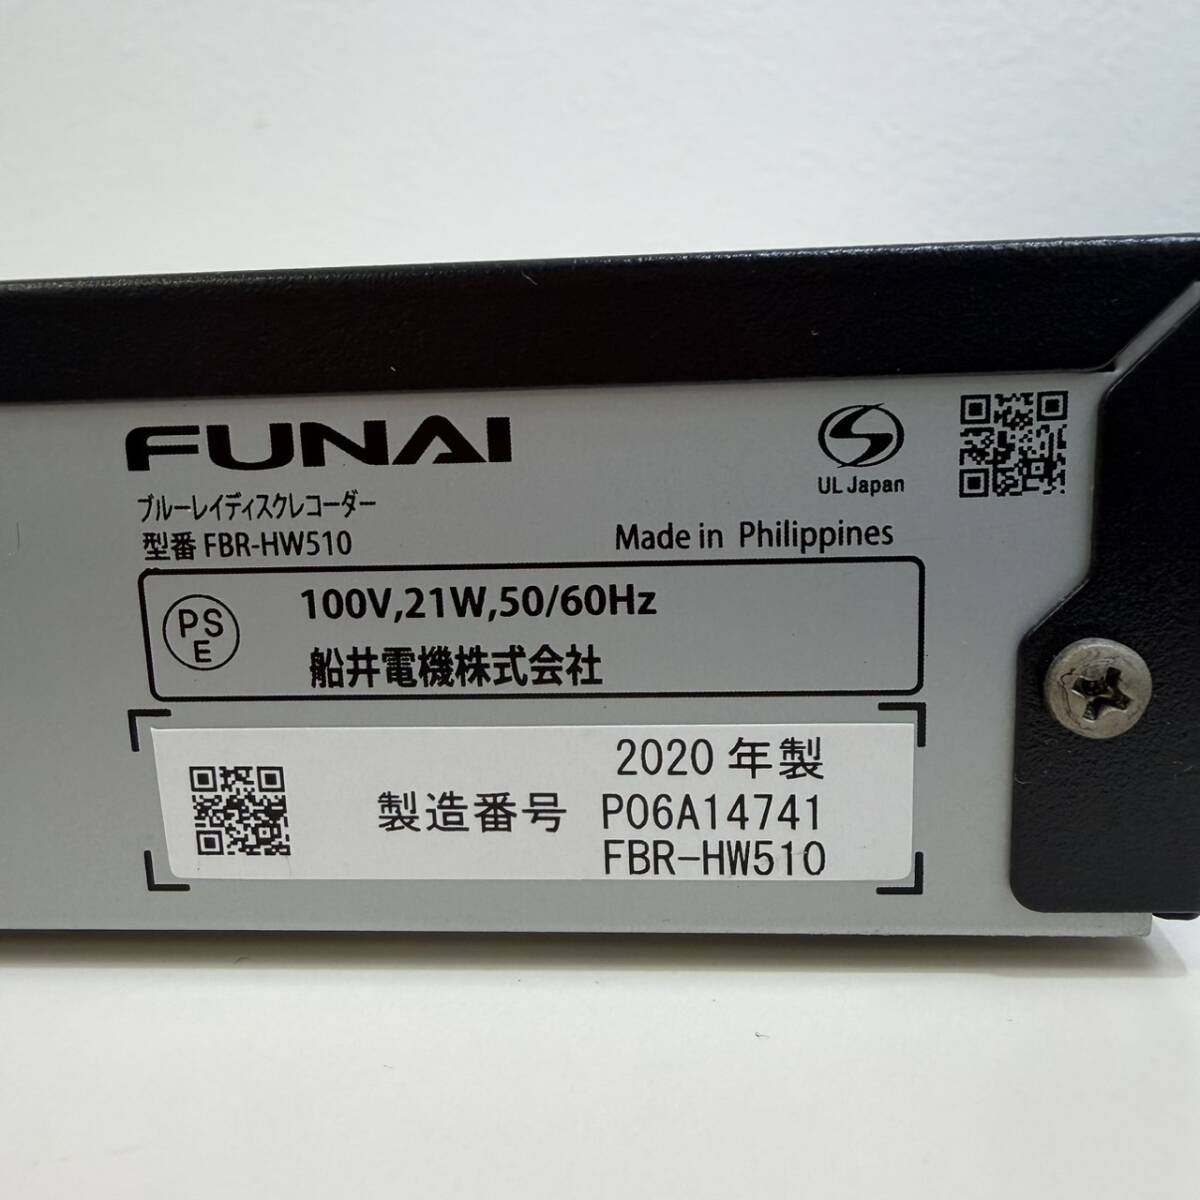 FUNAI
ブルーレイディスクレコーダー
型番 FBR-HW510
UL Japan
Made in Philippines
PS
E
100V,21W,50/60Hz
船井電機株式会社
2020 年製
製造番号 P06A14741
FBR-HW510